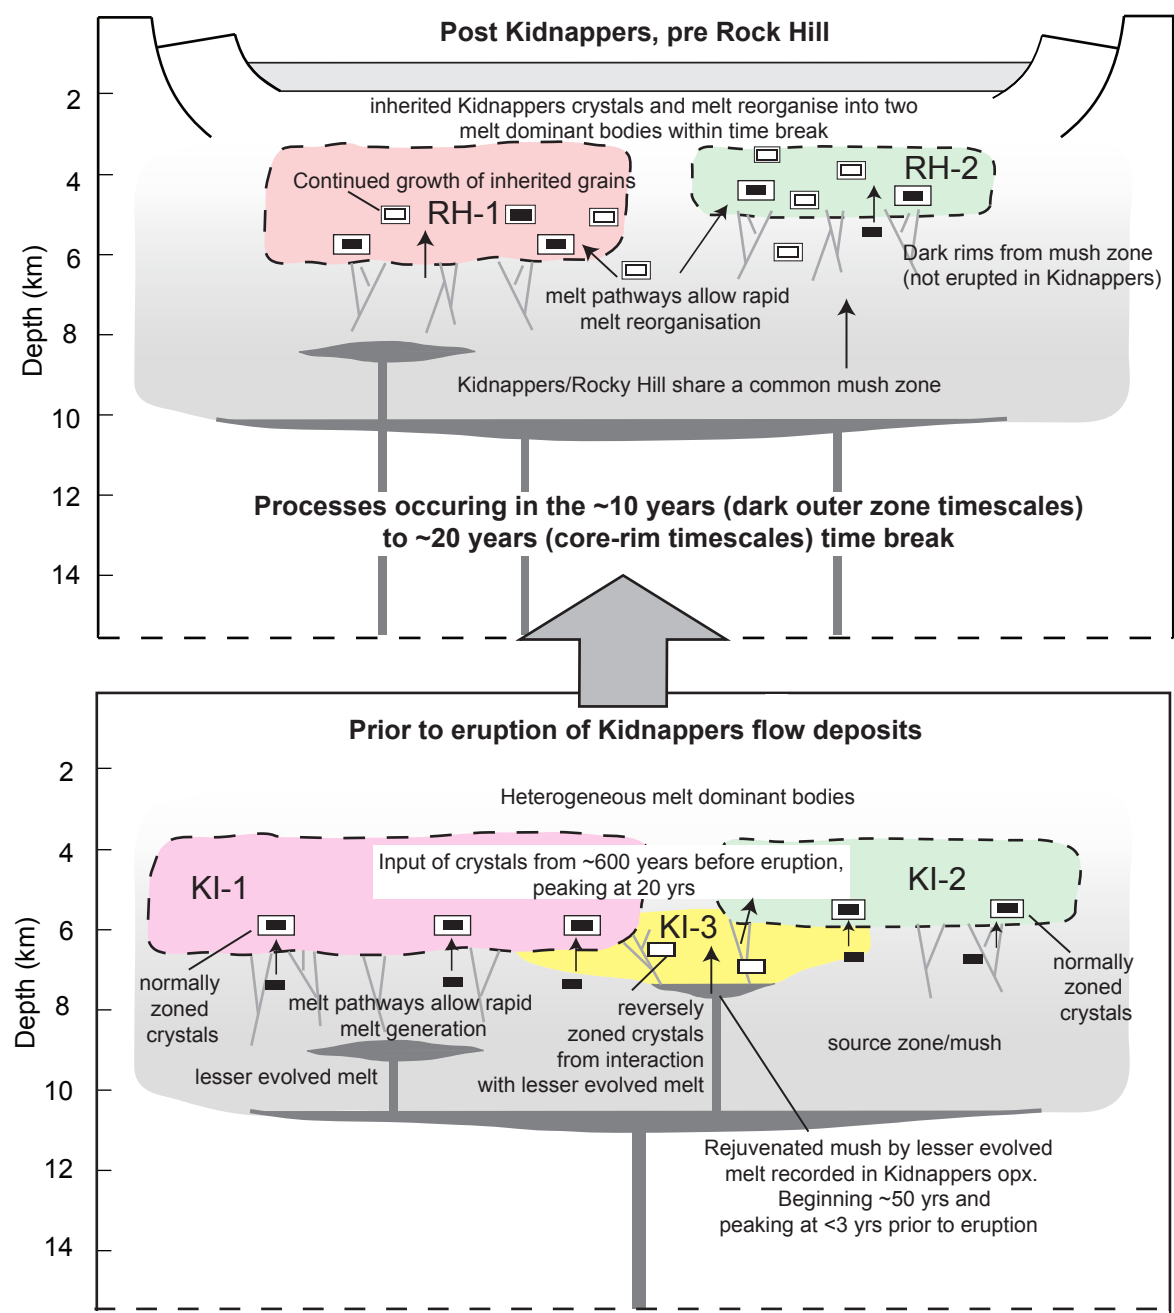 Post Kidnappers, pre Rock Hill
inherited Kidnappers crystals and melt reorganise into two
melt dominant bodies within time break
Continued growth of inherited grains
RH-1
RH-2
Dark rims from mush zone
(not erupted in Kidnappers)
melt pathways allow rapid
melt reorganisation
Kidnappers/Rocky Hill share a common mush zone
Processes occuring in the ~10 years (dark outer zone timescales)
to ~20 years (core-rim timescales) time break
Depth (km)
2
4
6
8
10
12
14
Prior to eruption of Kidnappers flow deposits
Heterogeneous melt dominant bodies
Input of crystals from ~600 years before eruption,
peaking at 20 yrs
KI-1
KI-2
KI-3
normally
zoned
crystals
melt pathways allow rapid
melt generation
reversely
zoned crystals
from interaction
with lesser evolved melt
normally
zoned
crystals
source zone/mush
lesser evolved melt
Rejuvenated mush by lesser evolved
melt recorded in Kidnappers opx.
Beginning ~50 yrs and
peaking at <3 yrs prior to eruption
Depth (km)
2
4
6
8
10
12
14